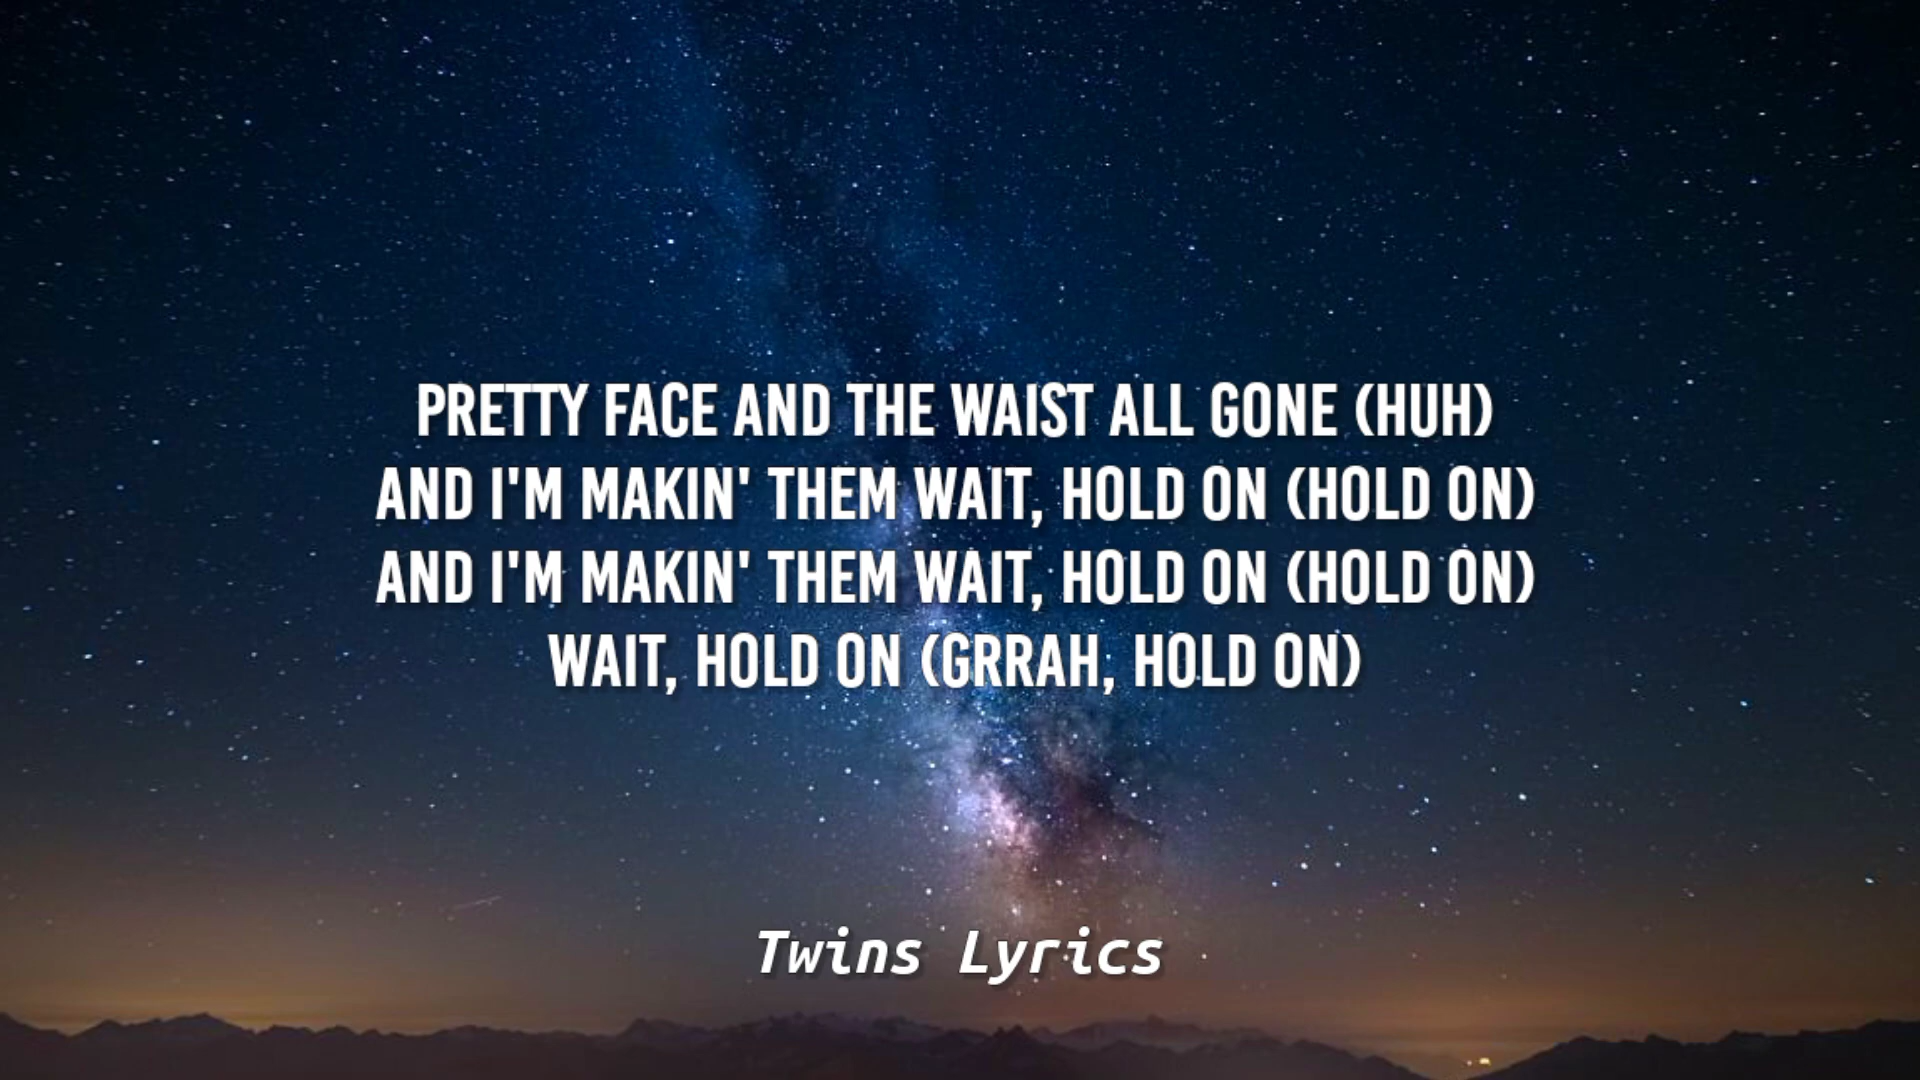 PRETTY FACE AND THE WAIST ALL GONE (HUH)
AND I'M MAKIN' THEM WAIT, HOLD ON (HOLD ON)
AND I'M MAKIN' THEM WAIT, HOLD ON (HOLD ON)
WAIT, HOLD ON (GRRAH, HOLD ON)
Twins Lyrics